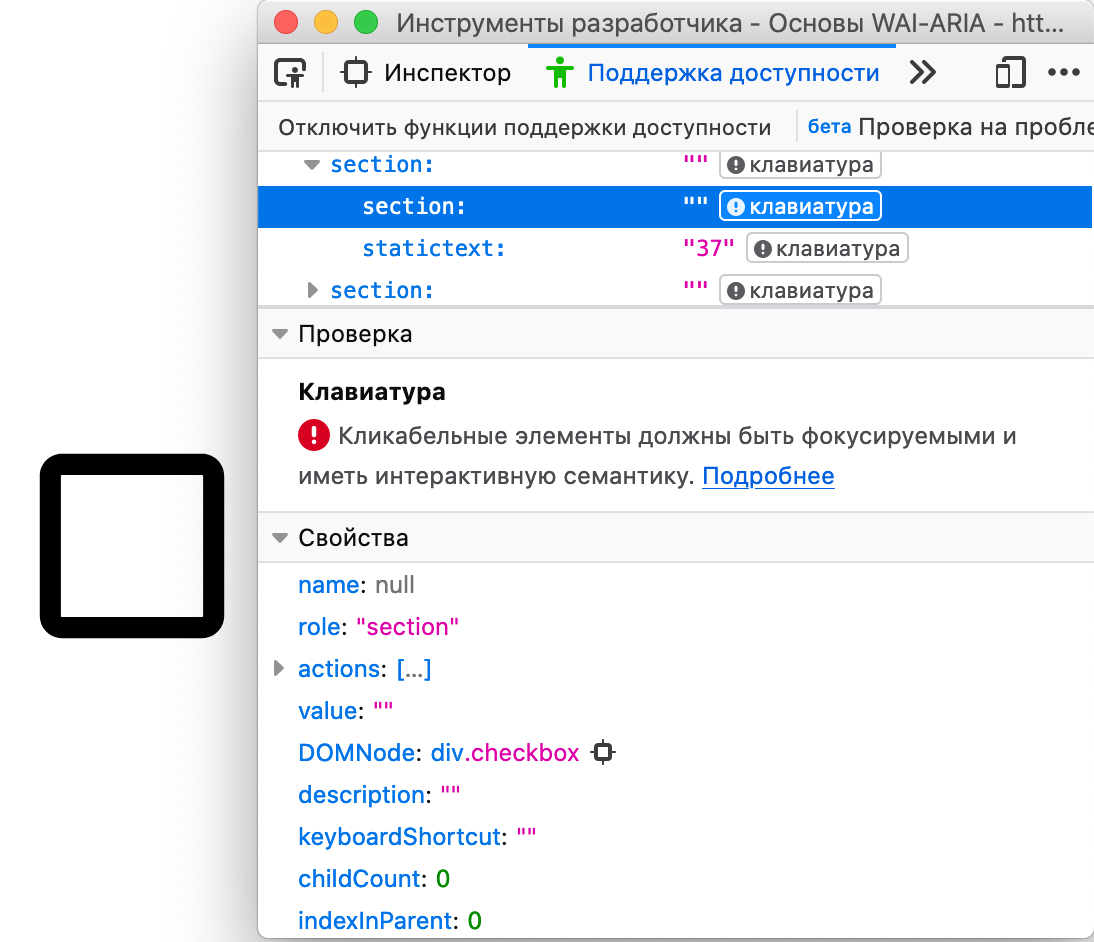 Инструменты разработчика - Основы WAI-ARIA - htt...
Инспектор Поддержка доступности
Отключить функции поддержки доступности бета Проверка на пробле
section: "" клавиатура
section: "" клавиатура
statictext: "37" клавиатура
section: "" клавиатура
Проверка
Клавиатура
Кликабельные элементы должны быть фокусируемыми и
иметь интерактивную семантику. Подробнее
Свойства
name: null
role: "section"
actions: […]
value: ""
DOMNode: div.checkbox
description: ""
keyboardShortcut: ""
childCount: 0
indexInParent: 0